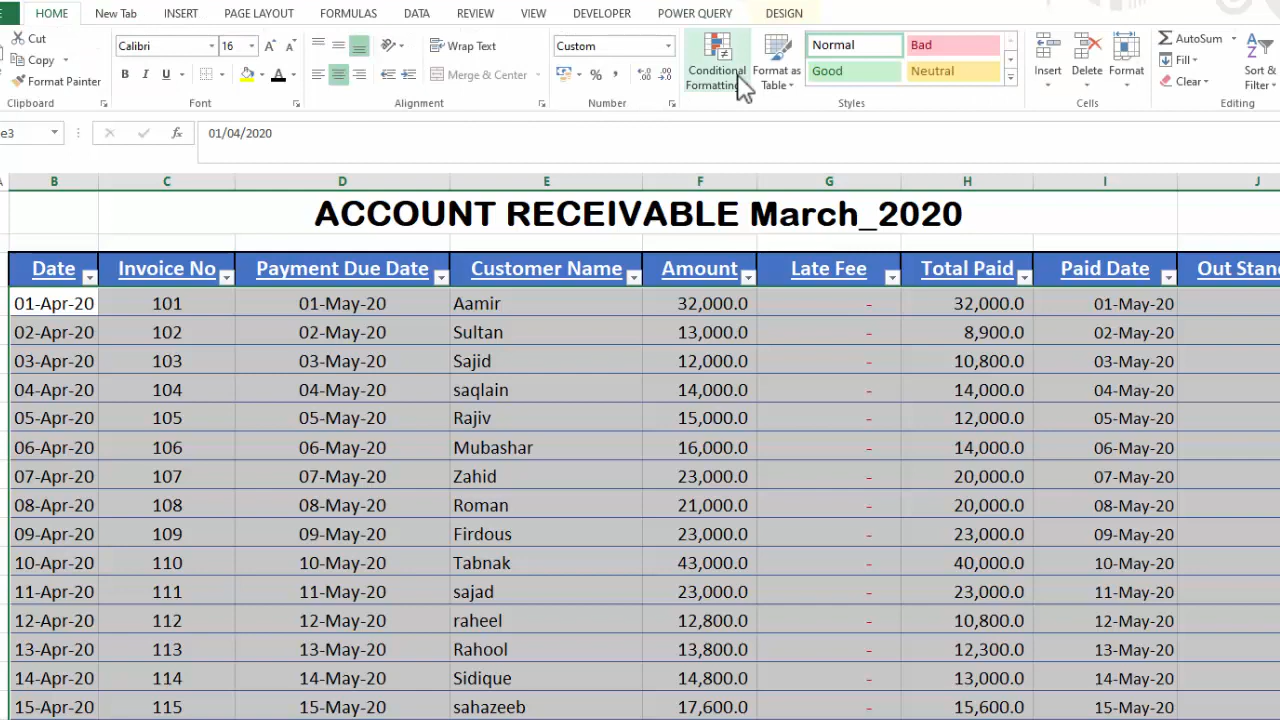 HOME New Tab INSERT PAGE LAYOUT FORMULAS DATA REVIEW VIEW DEVELOPER POWER QUERY DESIGN
Cut
Copy
Format Painter
Clipboard
Calibri 16
B I U
Font
Wrap Text
Merge & Center
Alignment
Custom
%
Number
Conditional Formatting
Format as Table
Normal Bad
Good Neutral
Styles
Insert Delete Format
Cells
AutoSum
Fill
Clear
Sort & Filter
Editing
e3 fx 01/04/2020
B C D E F G H I J
ACCOUNT RECEIVABLE March_2020
Date Invoice No Payment Due Date Customer Name Amount Late Fee Total Paid Paid Date Out Stan
01-Apr-20 101 01-May-20 Aamir 32,000.0 - 32,000.0 01-May-20
02-Apr-20 102 02-May-20 Sultan 13,000.0 - 8,900.0 02-May-20
03-Apr-20 103 03-May-20 Sajid 12,000.0 - 10,800.0 03-May-20
04-Apr-20 104 04-May-20 saqlain 14,000.0 - 14,000.0 04-May-20
05-Apr-20 105 05-May-20 Rajiv 15,000.0 - 12,000.0 05-May-20
06-Apr-20 106 06-May-20 Mubashar 16,000.0 - 14,000.0 06-May-20
07-Apr-20 107 07-May-20 Zahid 23,000.0 - 20,000.0 07-May-20
08-Apr-20 108 08-May-20 Roman 21,000.0 - 20,000.0 08-May-20
09-Apr-20 109 09-May-20 Firdous 23,000.0 - 23,000.0 09-May-20
10-Apr-20 110 10-May-20 Tabnak 43,000.0 - 40,000.0 10-May-20
11-Apr-20 111 11-May-20 sajad 23,000.0 - 23,000.0 11-May-20
12-Apr-20 112 12-May-20 raheel 12,800.0 - 10,800.0 12-May-20
13-Apr-20 113 13-May-20 Rahool 13,800.0 - 12,300.0 13-May-20
14-Apr-20 114 14-May-20 Sidique 14,800.0 - 13,000.0 14-May-20
15-Apr-20 115 15-May-20 sahazeeb 17,600.0 - 15,600.0 15-May-20